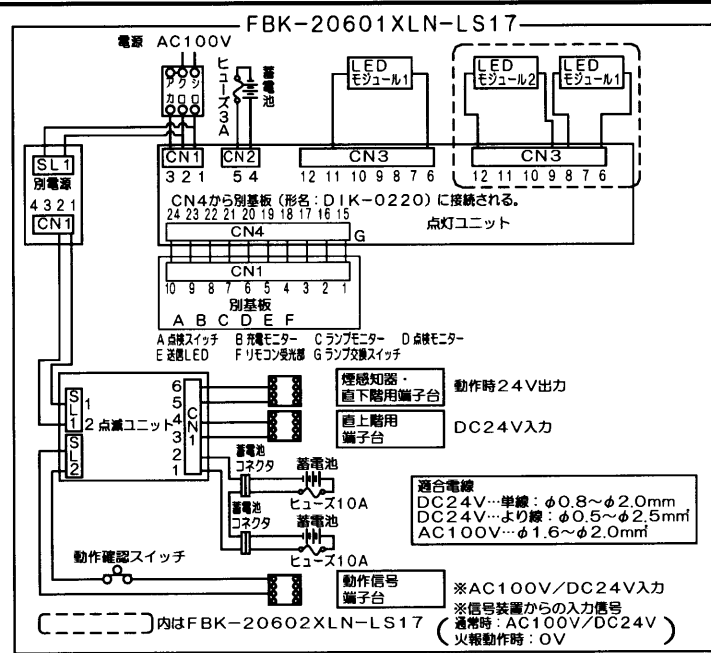 FBK-20601XLN-LS17
電源 AC100V
ア ク シ
カ ロ ロ
ヒューズ3A
蓄電池
LED
モジュール1
LED
モジュール2
LED
モジュール1
SL1
別電源
4 3 2 1
CN1
CN1
3 2 1
CN2
5 4
CN3
12 11 10 9 8 7 6
CN3
12 11 10 9 8 7 6
CN4から別基板(形名:DIK-0220)に接続される。
24 23 22 21 20 19 18 17 16 15
CN4
G
点灯ユニット
CN1
10 9 8 7 6 5 4 3 2 1
別基板
A B C D E F
A 点検スイッチ B 充電モニター C ランプモニター D 点検モニター
E 送信LED F リモコン受光部 G ランプ交換スイッチ
SL1
1
2
点滅ユニット
SL2
6
5
4
3
2
1
CN1
煙感知器・
直下階用端子台
動作時24V出力
直上階用
端子台
DC24V入力
蓄電池
コネクタ
蓄電池
ヒューズ10A
蓄電池
コネクタ
蓄電池
ヒューズ10A
適合電線
DC24V…単線:φ0.8~φ2.0mm
DC24V…より線:φ0.5~φ2.5mm²
AC100V…φ1.6~φ2.0mm²
動作確認スイッチ
動作信号
端子台
※AC100V/DC24V入力
※信号装置からの入力信号
(通常時:AC100V/DC24V
火報動作時:0V)
内はFBK-20602XLN-LS17